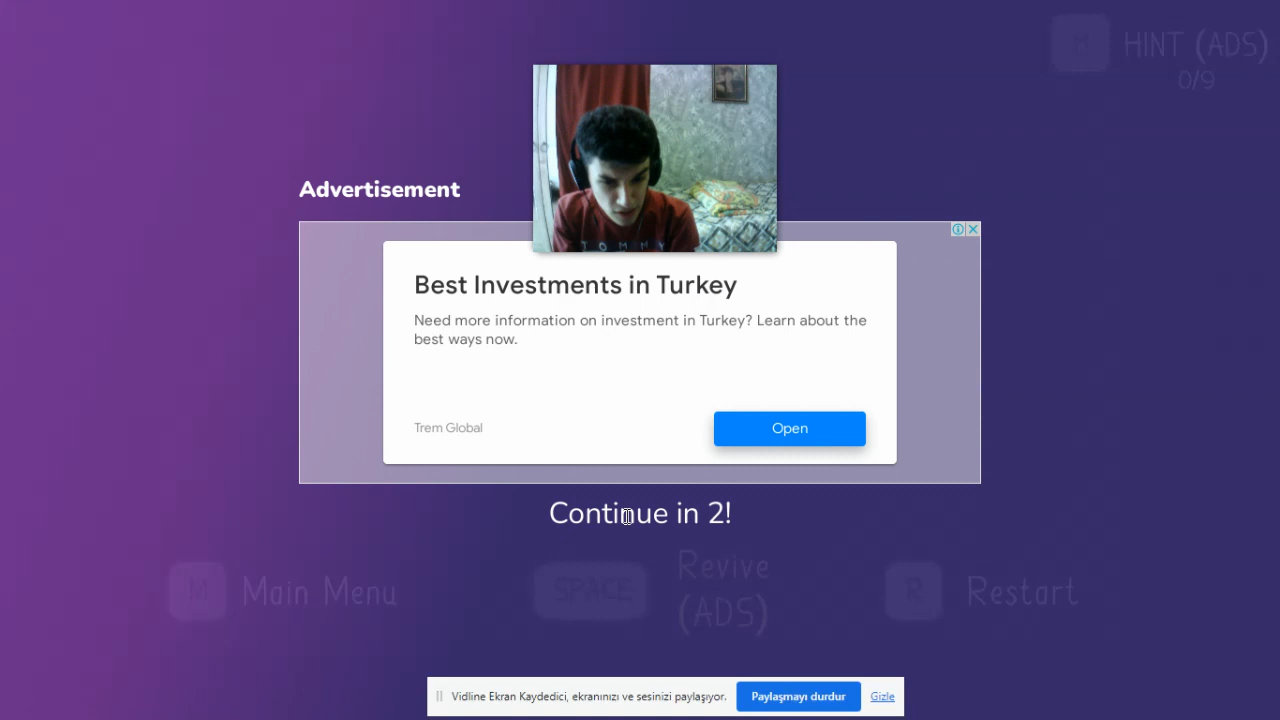 HINT (ADS)
0/9
Advertisement
TOMMY
Best Investments in Turkey
Need more information on investment in Turkey? Learn about the
best ways now.
Trem Global
Open
Continue in 2!
M Main Menu
SPACE Revive
(ADS)
R Restart
Vidline Ekran Kaydedici, ekranınızı ve sesinizi paylaşıyor. Paylaşmayı durdur Gizle